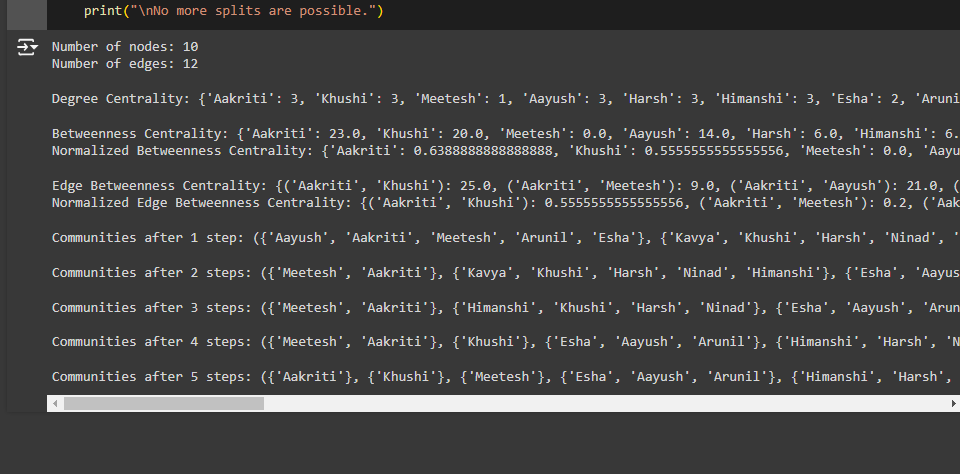 print("\nNo more splits are possible.")
Number of nodes: 10
Number of edges: 12
Degree Centrality: {'Aakriti': 3, 'Khushi': 3, 'Meetesh': 1, 'Aayush': 3, 'Harsh': 3, 'Himanshi': 3, 'Esha': 2, 'Aruni
Betweenness Centrality: {'Aakriti': 23.0, 'Khushi': 20.0, 'Meetesh': 0.0, 'Aayush': 14.0, 'Harsh': 6.0, 'Himanshi': 6.
Normalized Betweenness Centrality: {'Aakriti': 0.6388888888888888, 'Khushi': 0.5555555555555556, 'Meetesh': 0.0, 'Aayu
Edge Betweenness Centrality: {('Aakriti', 'Khushi'): 25.0, ('Aakriti', 'Meetesh'): 9.0, ('Aakriti', 'Aayush'): 21.0, (
Normalized Edge Betweenness Centrality: {('Aakriti', 'Khushi'): 0.5555555555555556, ('Aakriti', 'Meetesh'): 0.2, ('Aak
Communities after 1 step: ({'Aayush', 'Aakriti', 'Meetesh', 'Arunil', 'Esha'}, {'Kavya', 'Khushi', 'Harsh', 'Ninad', '
Communities after 2 steps: ({'Meetesh', 'Aakriti'}, {'Kavya', 'Khushi', 'Harsh', 'Ninad', 'Himanshi'}, {'Esha', 'Aayus
Communities after 3 steps: ({'Meetesh', 'Aakriti'}, {'Himanshi', 'Khushi', 'Harsh', 'Ninad'}, {'Esha', 'Aayush', 'Arun
Communities after 4 steps: ({'Meetesh', 'Aakriti'}, {'Khushi'}, {'Esha', 'Aayush', 'Arunil'}, {'Himanshi', 'Harsh', 'N
Communities after 5 steps: ({'Aakriti'}, {'Khushi'}, {'Meetesh'}, {'Esha', 'Aayush', 'Arunil'}, {'Himanshi', 'Harsh',